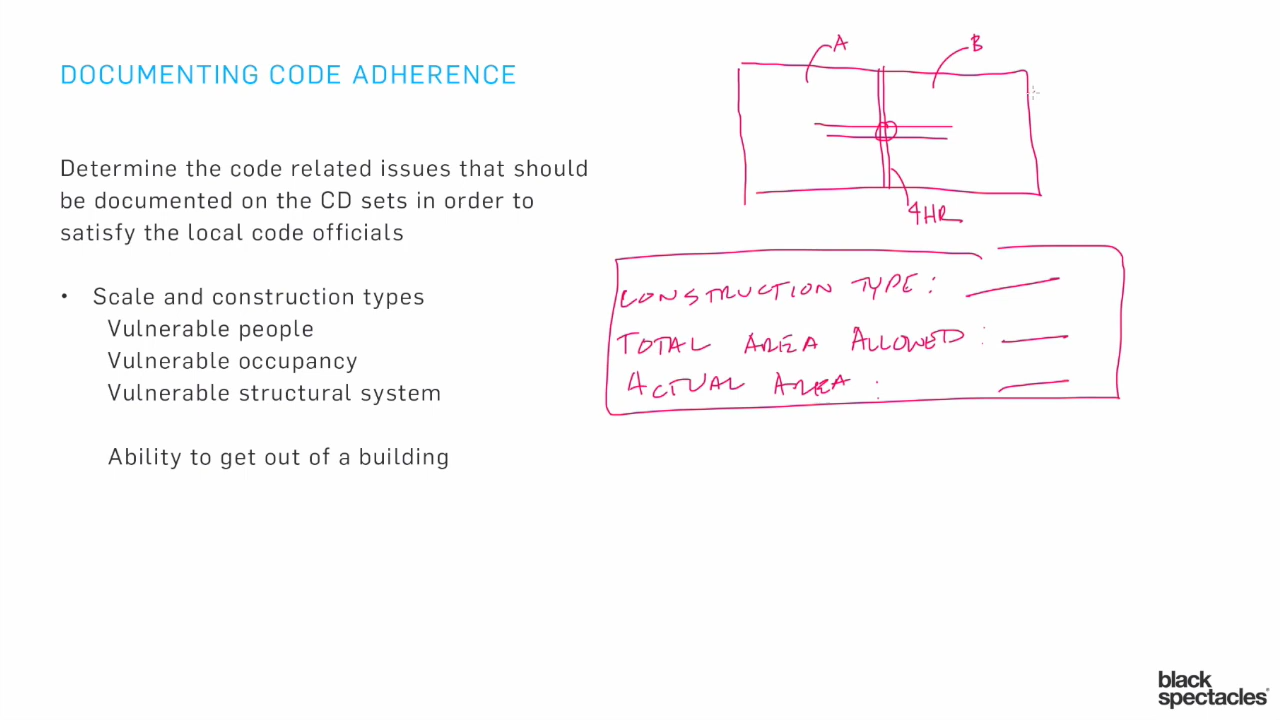 DOCUMENTING CODE ADHERENCE
Determine the code related issues that should
be documented on the CD sets in order to
satisfy the local code officials
• Scale and construction types
Vulnerable people
Vulnerable occupancy
Vulnerable structural system
Ability to get out of a building
A
B
4HR
CONSTRUCTION TYPE:
TOTAL AREA ALLOWED:
ACTUAL AREA:
black
spectacles